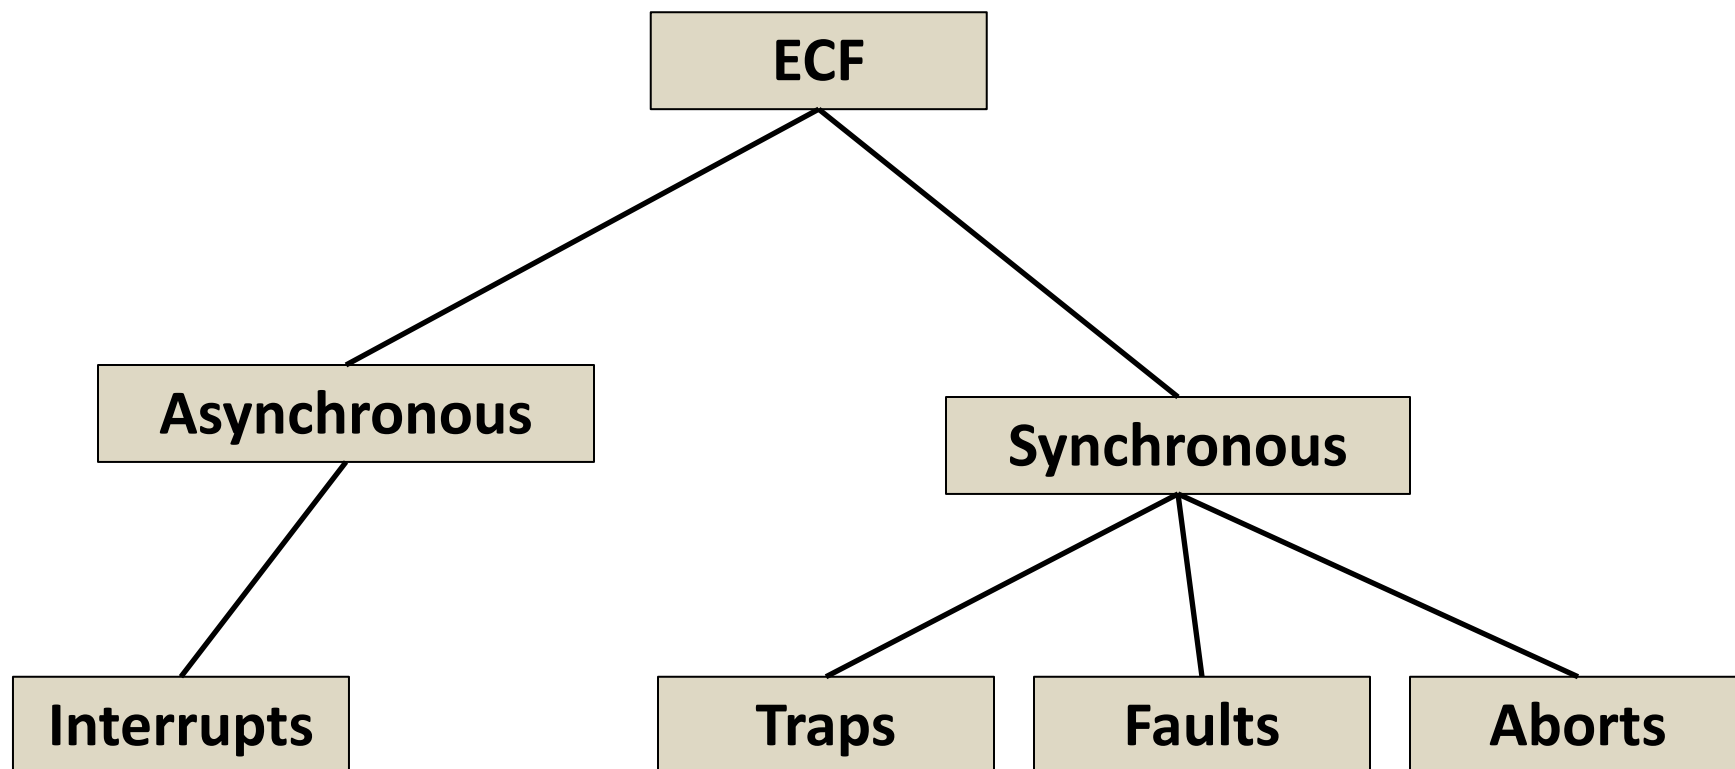 ECF
Asynchronous
Synchronous
Interrupts
Traps
Faults
Aborts